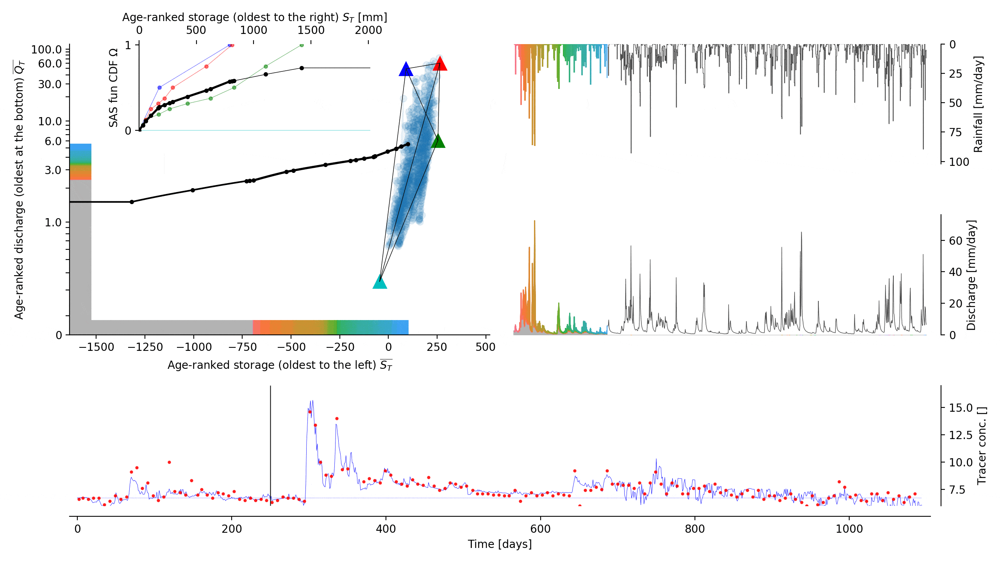 Age-ranked storage (oldest to the right) S_T [mm]
0 500 1000 1500 2000
SAS fun CDF Ω
1
0
Age-ranked discharge (oldest at the bottom) Q_T
100.0
60.0
30.0
10.0
6.0
3.0
1.0
0
−1500 −1250 −1000 −750 −500 −250 0 250 500
Age-ranked storage (oldest to the left) S_T
0
25
50
75
100
Rainfall [mm/day]
60
40
20
0
Discharge [mm/day]
15.0
12.5
10.0
7.5
Tracer conc. []
0 200 400 600 800 1000
Time [days]